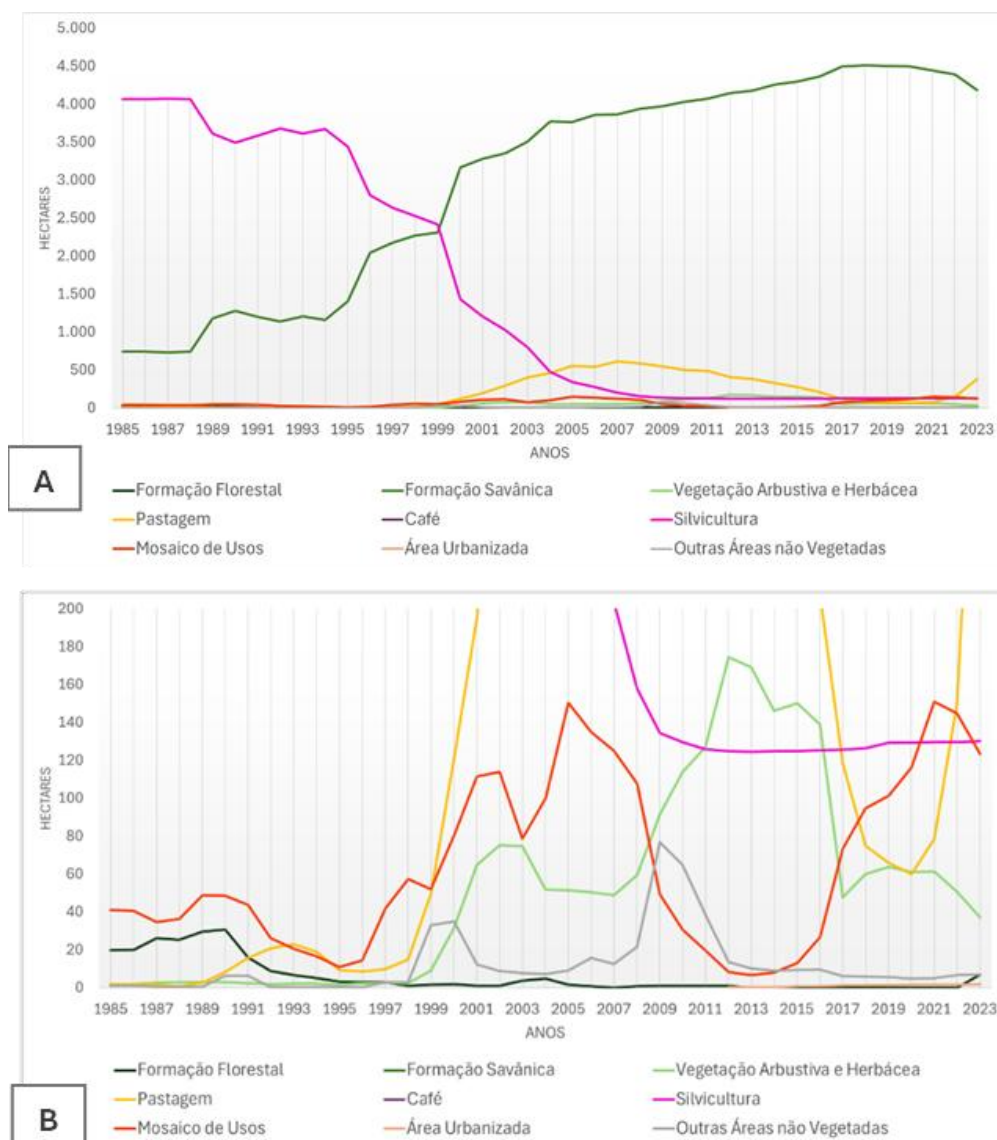 5.000
4.500
4.000
3.500
3.000
2.500
2.000
1.500
1.000
500
0
HECTARES
1985 1987 1989 1991 1993 1995 1997 1999 2001 2003 2005 2007 2009 2011 2013 2015 2017 2019 2021 2023
ANOS
A
Formação Florestal Formação Savânica Vegetação Arbustiva e Herbácea
Pastagem Café Silvicultura
Mosaico de Usos Área Urbanizada Outras Áreas não Vegetadas
200
180
160
140
120
100
80
60
40
20
0
HECTARES
1985 1987 1989 1991 1993 1995 1997 1999 2001 2003 2005 2007 2009 2011 2013 2015 2017 2019 2021 2023
ANOS
Formação Florestal Formação Savânica Vegetação Arbustiva e Herbácea
Pastagem Café Silvicultura
B
Mosaico de Usos Área Urbanizada Outras Áreas não Vegetadas